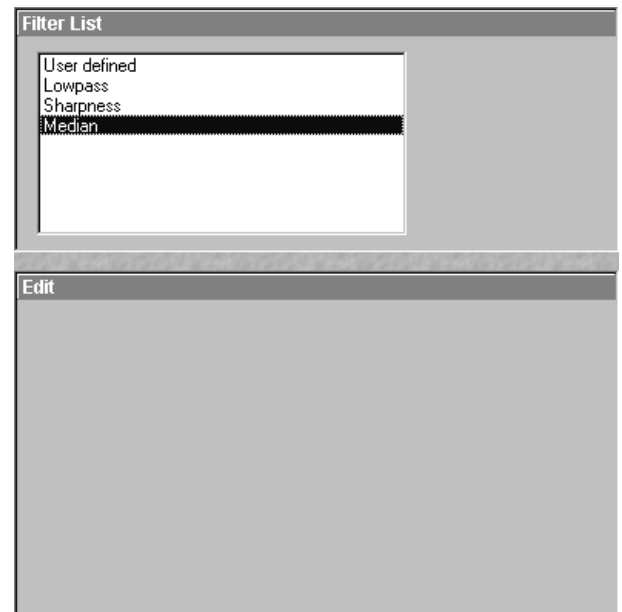 Filter List
User defined
Lowpass
Sharpness
Median
Edit